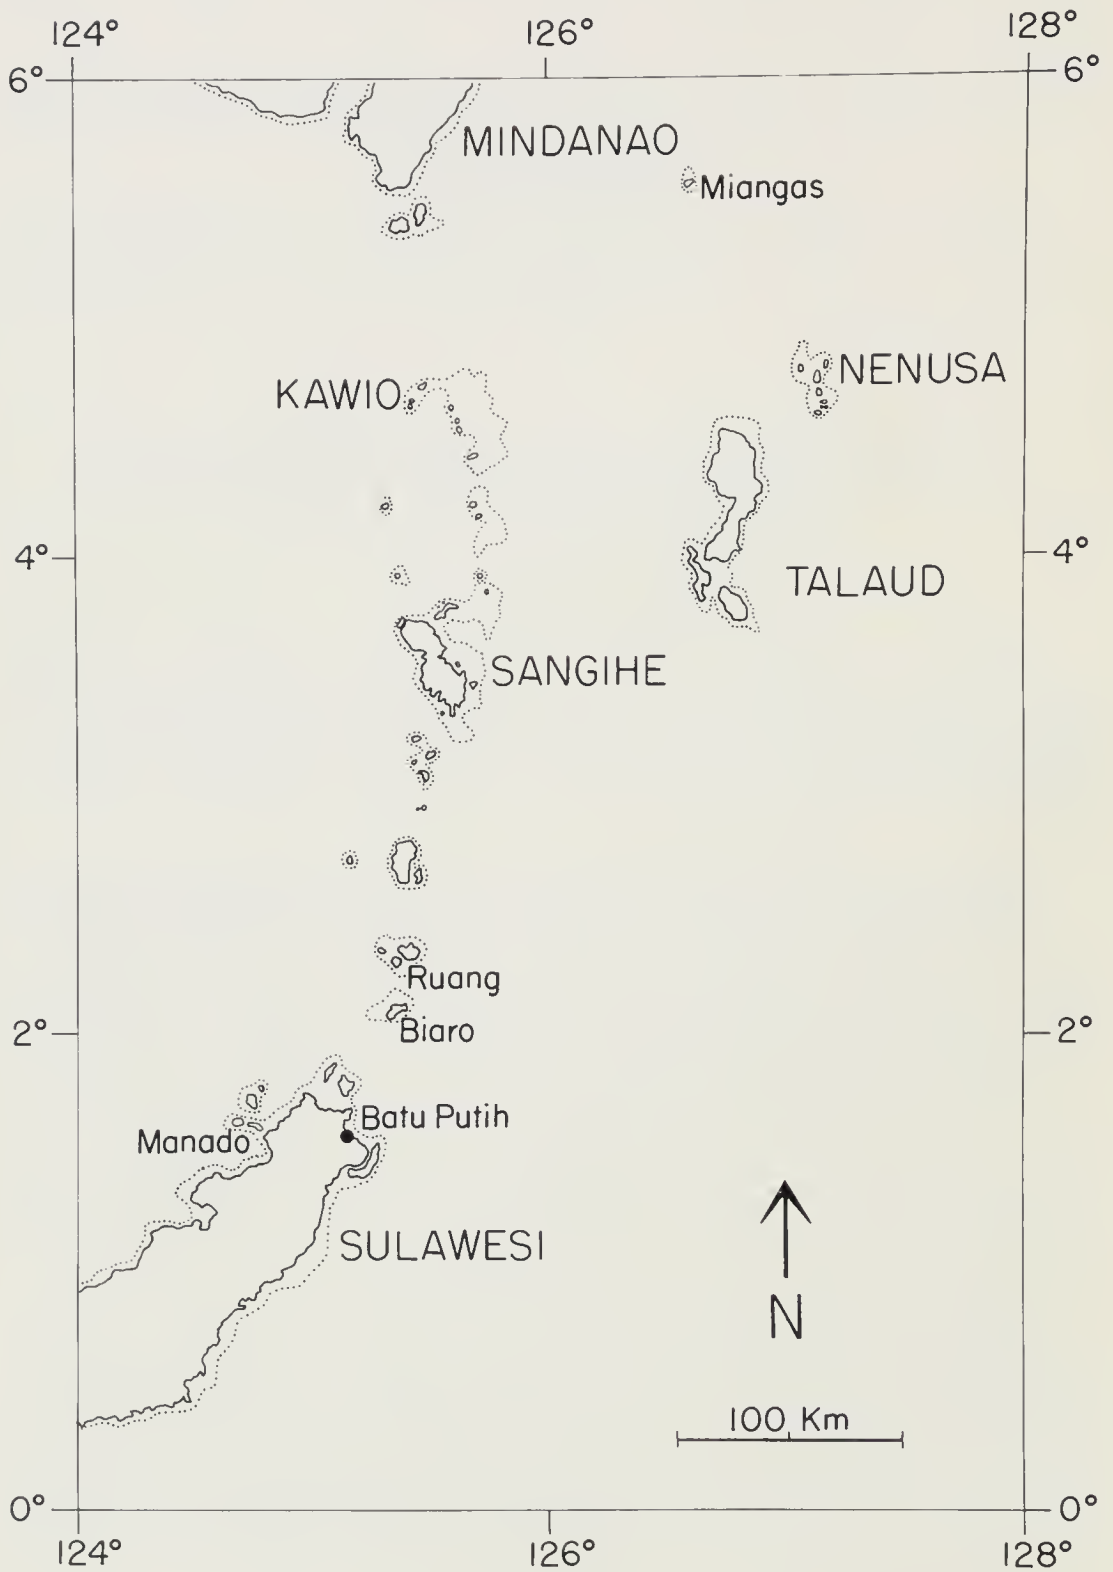 124° 126° 128°
6° 6°
MINDANAO
Miangas
NENUSA
KAWIO
4° 4°
TALAUD
SANGIHE
Ruang
2° 2°
Biaro
Batu Putih
Manado
SULAWESI
N
100 Km
0° 0°
124° 126° 128°